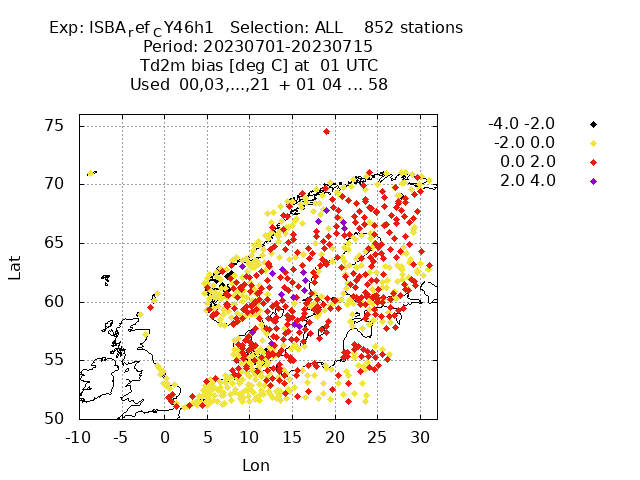 Exp: ISBA_ref_CY46h1 Selection: ALL 852 stations
Period: 20230701-20230715
Td2m bias [deg C] at 01 UTC
Used 00,03,...,21 + 01 04 ... 58
-4.0 -2.0
-2.0 0.0
0.0 2.0
2.0 4.0
75
70
65
60
55
50
Lat
-10 -5 0 5 10 15 20 25 30
Lon